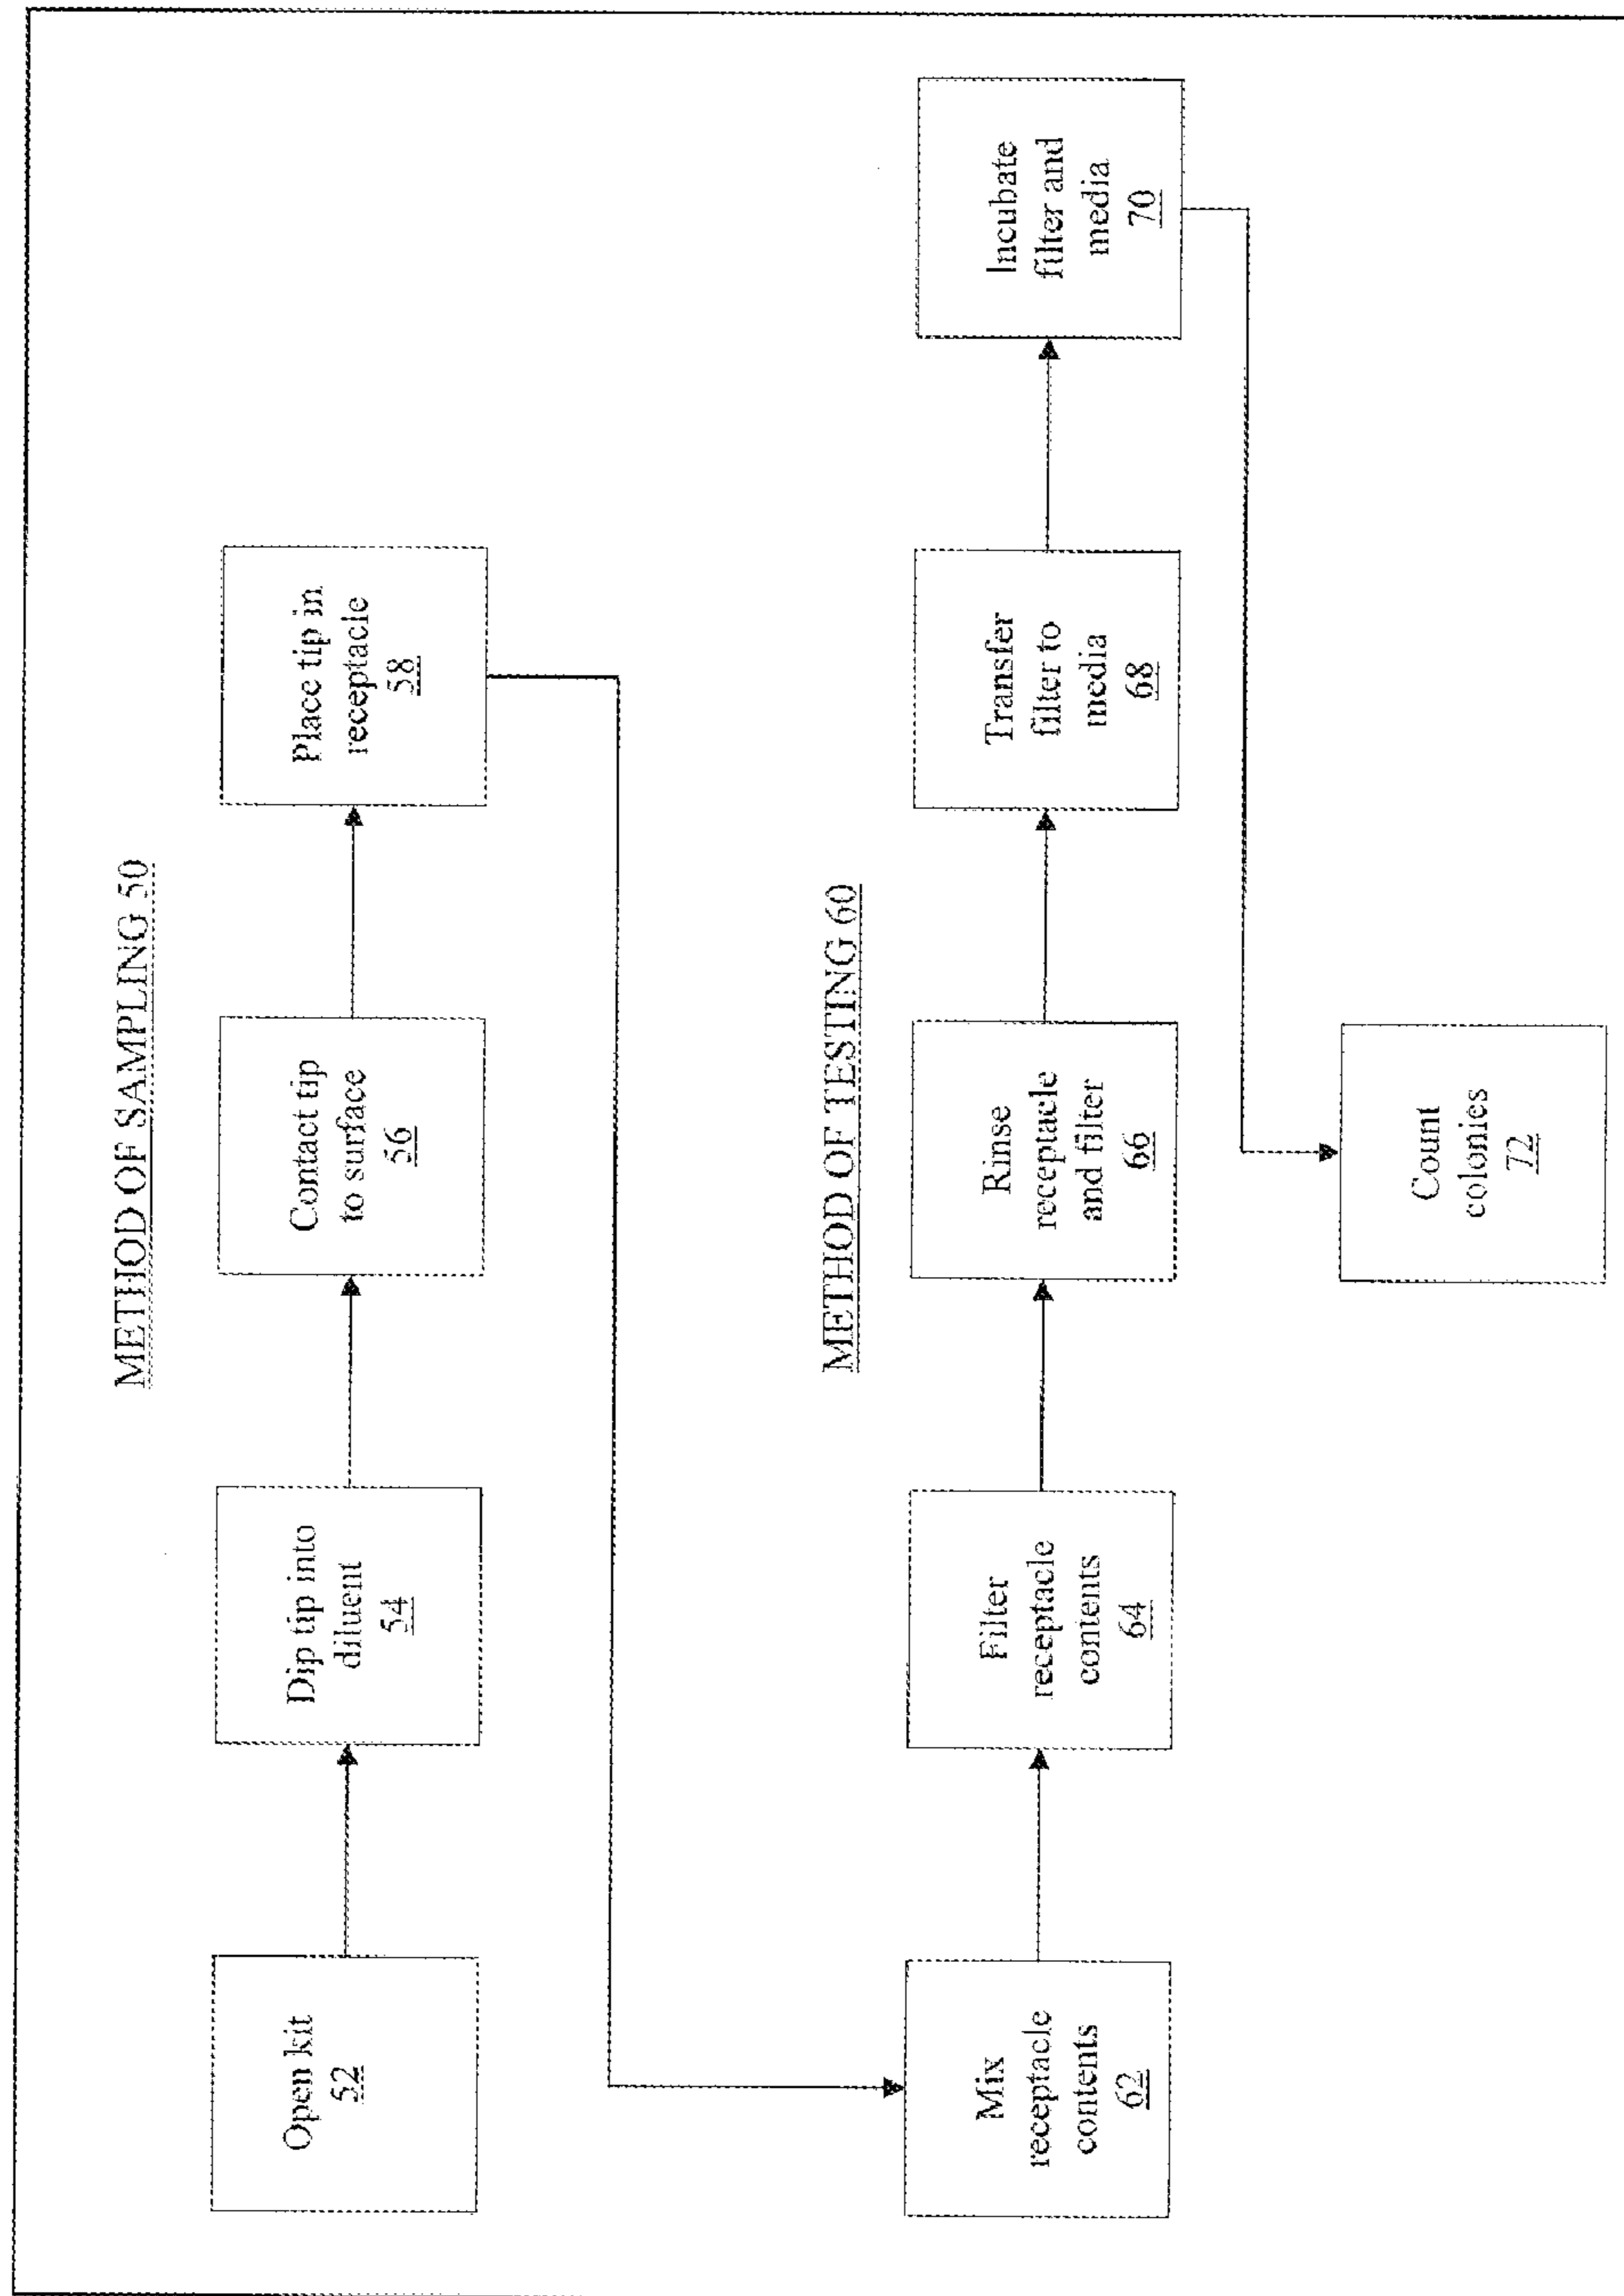 METHOD OF SAMPLING 50
Open kit
52
Dip tip into
diluent
54
Contact tip
to surface
56
Place tip in
receptacle
58
METHOD OF TESTING 60
Mix
receptacle
contents
62
Filter
receptacle
contents
64
Rinse
receptacle
and filter
66
Transfer
filter to
media
68
Incubate
filter and
media
70
Count
colonies
72